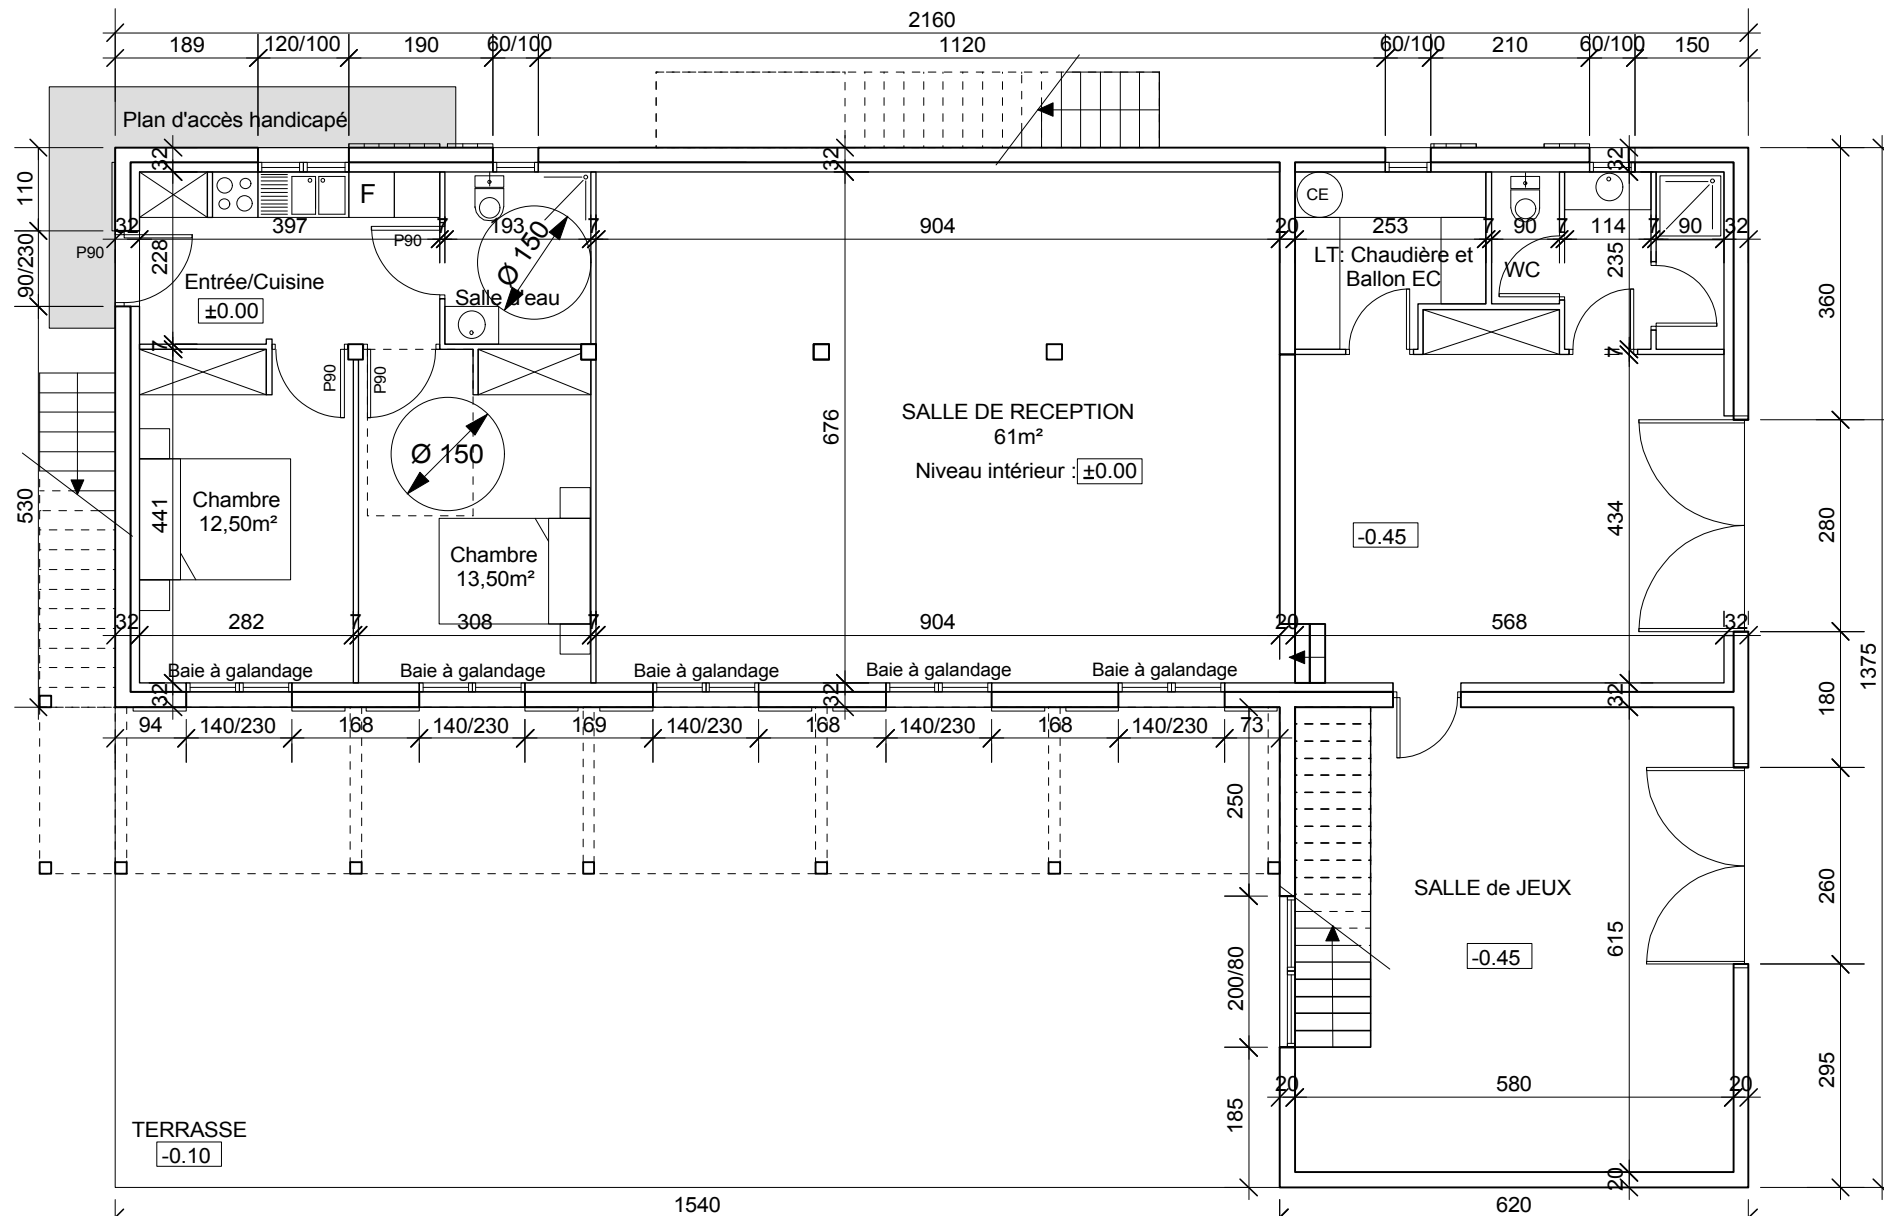 2160
189 120/100 190 60/100 1120 60/100 210 60/100 150
Plan d'accès handicapé
32 32 32
110
F
CE
32 397 7 193 7 904 20 253 7 90 7 114 7 90 32
P90
P90
90/230
228
Ø 150
235
LT: Chaudière et
Ballon EC
WC
Entrée/Cuisine
±0.00
Salle d'eau
360
7
7
P90
P90
SALLE DE RECEPTION
61m²
Niveau intérieur : ±0.00
676
Ø 150
530
441
Chambre
12,50m²
Chambre
13,50m²
-0.45
434
280
32 282 7 308 7 904 20 568 32
1375
Baie à galandage Baie à galandage Baie à galandage Baie à galandage Baie à galandage
32 32 32
94 140/230 168 140/230 169 140/230 168 140/230 168 140/230 73
180
250
SALLE de JEUX
260
615
-0.45
200/80
295
20 580 20
185
TERRASSE
-0.10
20
1540 620